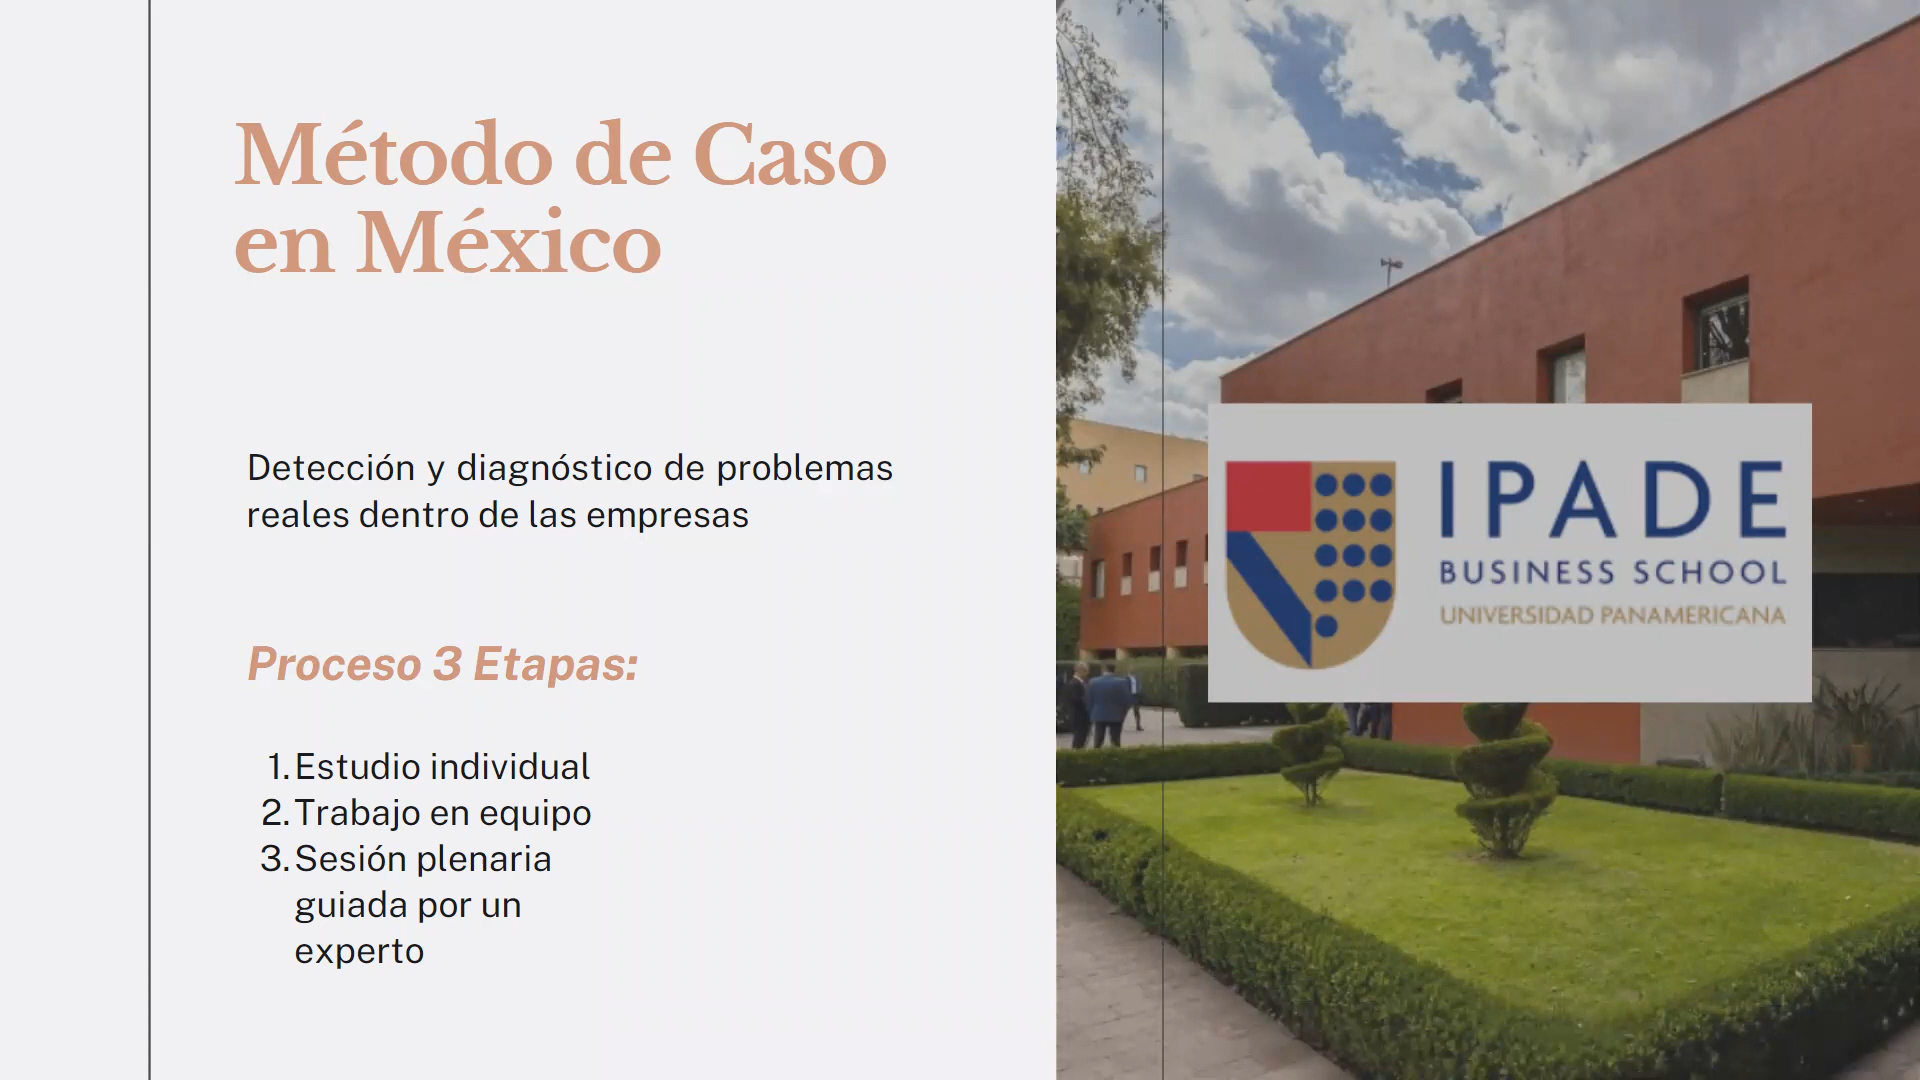 Método de Caso
en México
Detección y diagnóstico de problemas
reales dentro de las empresas
Proceso 3 Etapas:
1. Estudio individual
2. Trabajo en equipo
3. Sesión plenaria
guiada por un
experto
IPADE
BUSINESS SCHOOL
UNIVERSIDAD PANAMERICANA